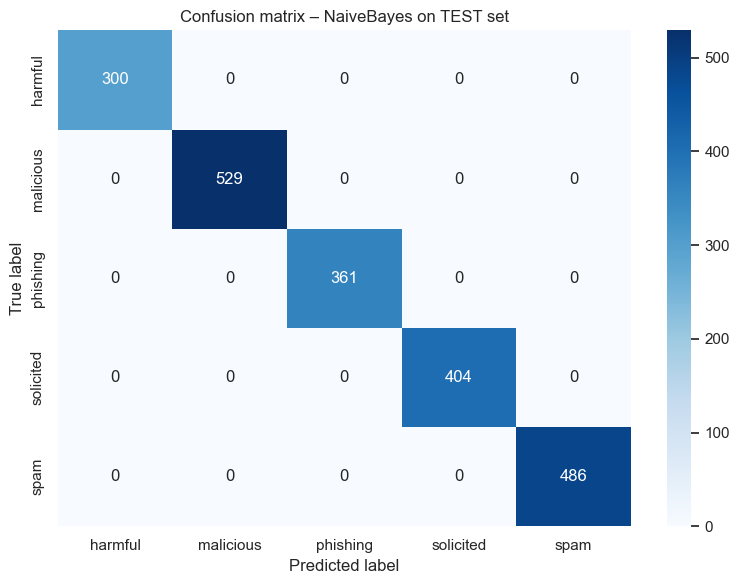 Confusion matrix – NaiveBayes on TEST set
True label
harmful 300 0 0 0 0
malicious 0 529 0 0 0
phishing 0 0 361 0 0
solicited 0 0 0 404 0
spam 0 0 0 0 486
harmful malicious phishing solicited spam
Predicted label
500
400
300
200
100
0